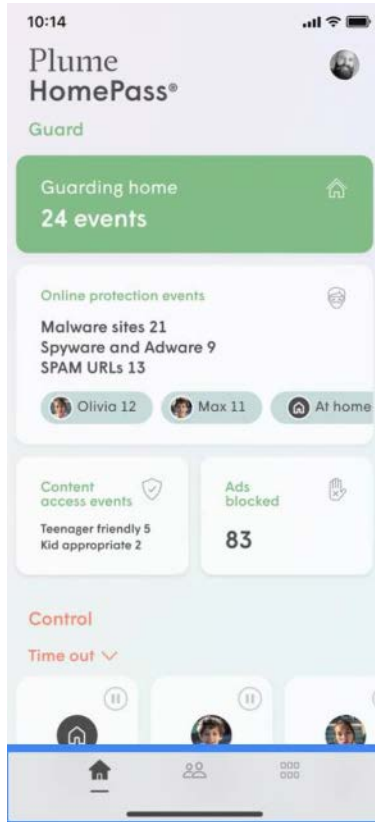 10:14
Plume
HomePass®
Guard
Guarding home
24 events
Online protection events
Malware sites 21
Spyware and Adware 9
SPAM URLs 13
Olivia 12
Max 11
At home
Content
access events
Teenager friendly 5
Kid appropriate 2
Ads
blocked
83
Control
Time out